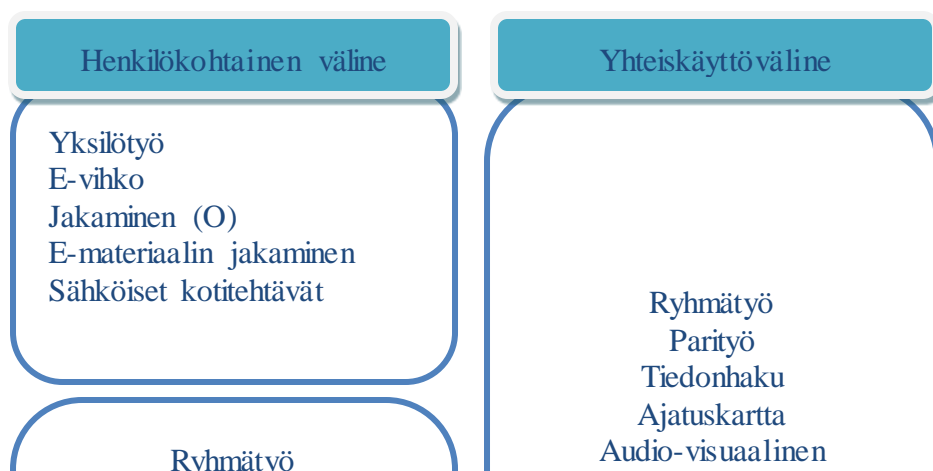 Henkilökohtainen väline
Yksilötyö
E-vihko
Jakaminen (O)
E-materiaalin jakaminen
Sähköiset kotitehtävät
Ryhmätyö
Yhteiskäyttöväline
Ryhmätyö
Parityö
Tiedonhaku
Ajatuskartta
Audio-visuaalinen